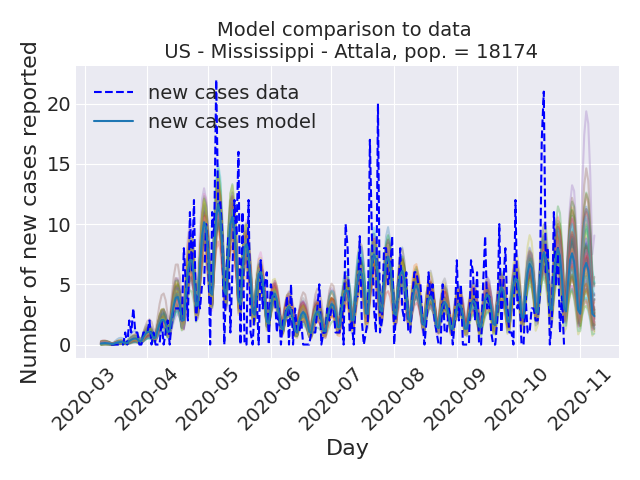 Model comparison to data
US - Mississippi - Attala, pop. = 18174
Number of new cases reported
20
15
10
5
0
new cases data
new cases model
2020-03
2020-04
2020-05
2020-06
2020-07
2020-08
2020-09
2020-10
2020-11
Day